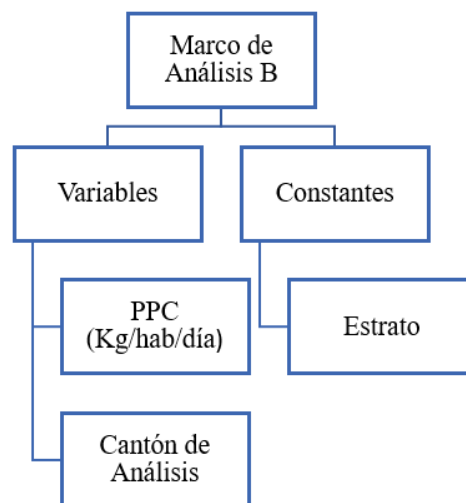 Marco de
Análisis B
Variables
Constantes
PPC
(Kg/hab/día)
Estrato
Cantón de
Análisis